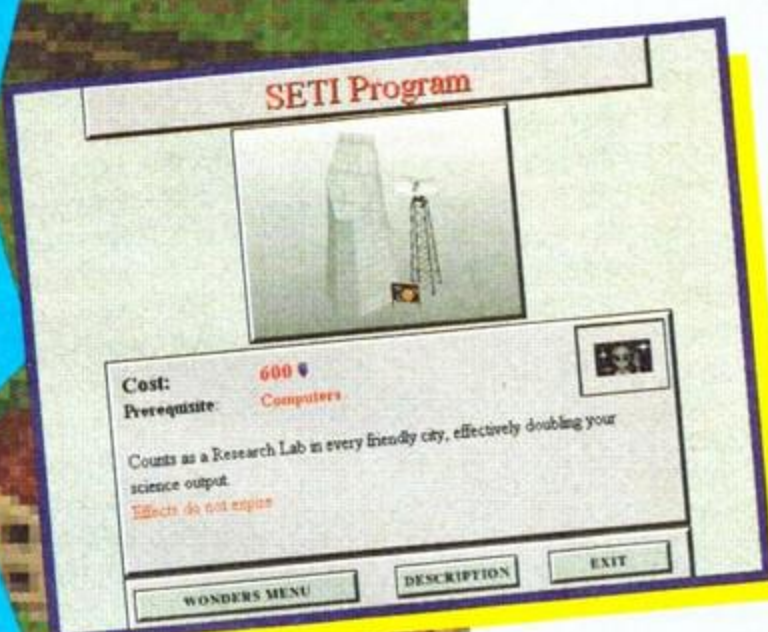 SETI Program
Cost: 600
Prerequisite: Computers
Counts as a Research Lab in every friendly city, effectively doubling your
science output.
Effects do not expire
WONDERS MENU DESCRIPTION EXIT